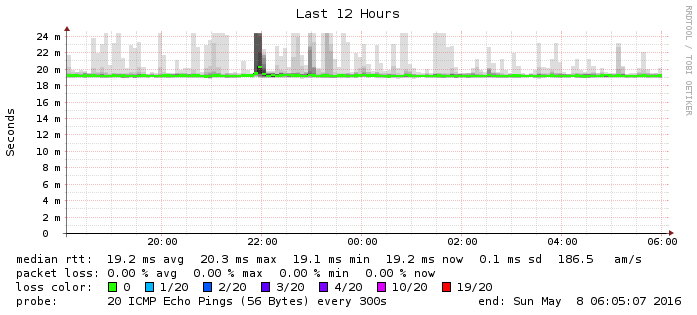 Last 12 Hours
RRDTOOL / TOBI OETIKER
Seconds
24 m
22 m
20 m
18 m
16 m
14 m
12 m
10 m
8 m
6 m
4 m
2 m
0
20:00 22:00 00:00 02:00 04:00 06:00
median rtt: 19.2 ms avg 20.3 ms max 19.1 ms min 19.2 ms now 0.1 ms sd 186.5 am/s
packet loss: 0.00 % avg 0.00 % max 0.00 % min 0.00 % now
loss color: 0 1/20 2/20 3/20 4/20 10/20 19/20
probe: 20 ICMP Echo Pings (56 Bytes) every 300s end: Sun May 8 06:05:07 2016